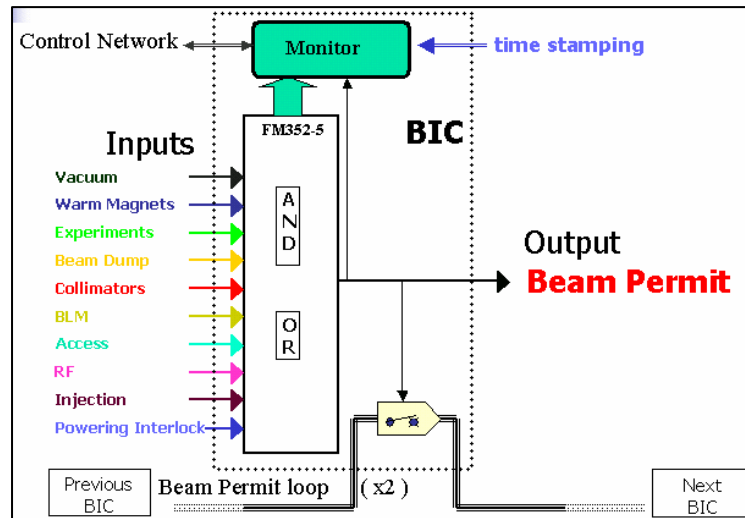 Control Network
Monitor
time stamping
FM352-5
BIC
Inputs
Vacuum
Warm Magnets
Experiments
Beam Dump
Collimators
BLM
Access
RF
Injection
Powering Interlock
A
N
D
OR
Output
Beam Permit
Previous
BIC
Beam Permit loop ( x2 )
Next
BIC